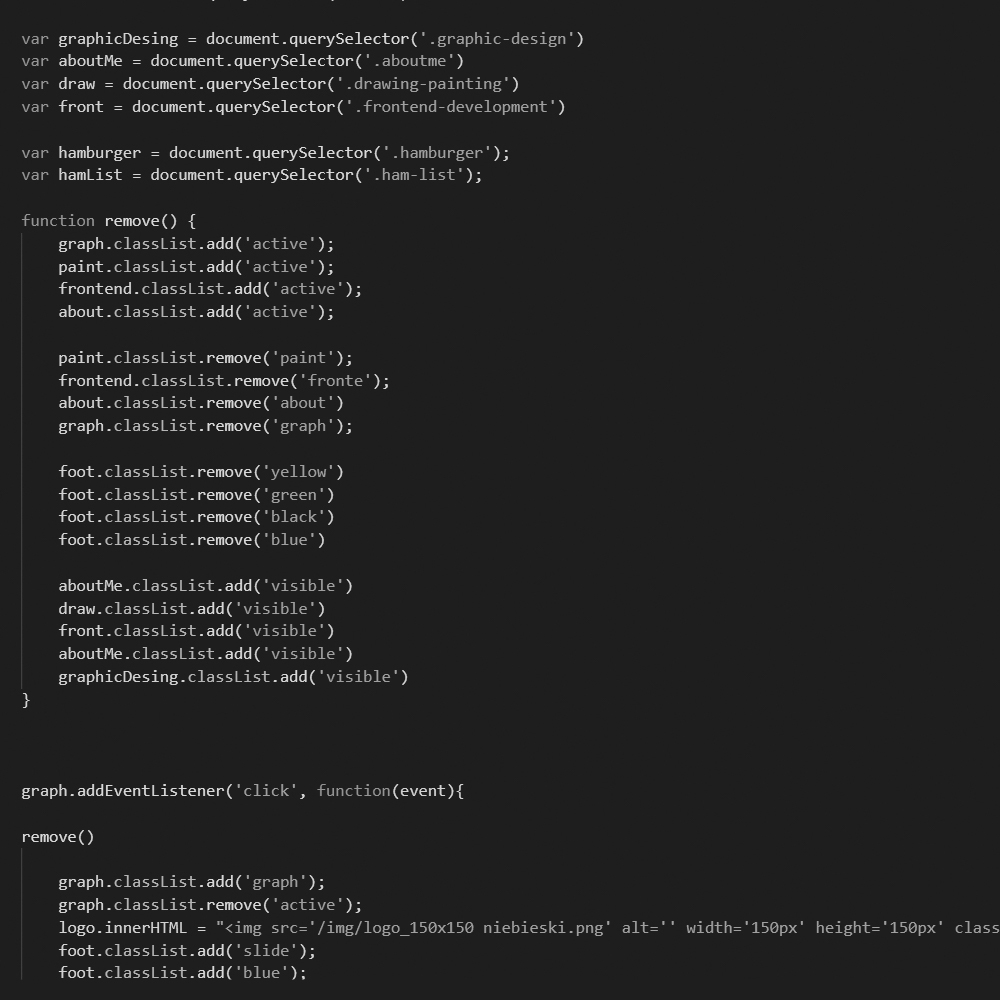 var graphicDesing = document.querySelector('.graphic-design')
var aboutMe = document.querySelector('.aboutme')
var draw = document.querySelector('.drawing-painting')
var front = document.querySelector('.frontend-development')
var hamburger = document.querySelector('.hamburger');
var hamList = document.querySelector('.ham-list');
function remove() {
graph.classList.add('active');
paint.classList.add('active');
frontend.classList.add('active');
about.classList.add('active');
paint.classList.remove('paint');
frontend.classList.remove('fronte');
about.classList.remove('about')
graph.classList.remove('graph');
foot.classList.remove('yellow')
foot.classList.remove('green')
foot.classList.remove('black')
foot.classList.remove('blue')
aboutMe.classList.add('visible')
draw.classList.add('visible')
front.classList.add('visible')
aboutMe.classList.add('visible')
graphicDesing.classList.add('visible')
}
graph.addEventListener('click', function(event){
remove()
graph.classList.add('graph');
graph.classList.remove('active');
logo.innerHTML = "<img src='/img/logo_150x150 niebieski.png' alt='' width='150px' height='150px' class
foot.classList.add('slide');
foot.classList.add('blue');